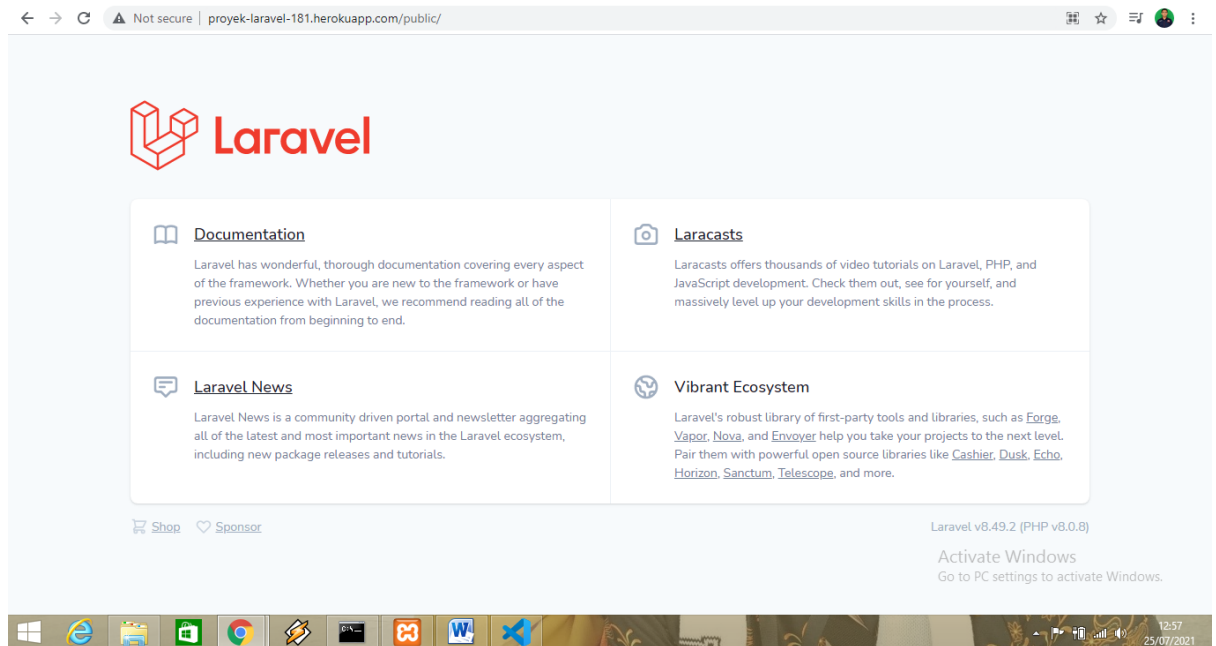 Not secure | proyek-laravel-181.herokuapp.com/public/
Laravel
Documentation
Laravel has wonderful, thorough documentation covering every aspect
of the framework. Whether you are new to the framework or have
previous experience with Laravel, we recommend reading all of the
documentation from beginning to end.
Laracasts
Laracasts offers thousands of video tutorials on Laravel, PHP, and
JavaScript development. Check them out, see for yourself, and
massively level up your development skills in the process.
Laravel News
Laravel News is a community driven portal and newsletter aggregating
all of the latest and most important news in the Laravel ecosystem,
including new package releases and tutorials.
Vibrant Ecosystem
Laravel's robust library of first-party tools and libraries, such as Forge,
Vapor, Nova, and Envoyer help you take your projects to the next level.
Pair them with powerful open source libraries like Cashier, Dusk, Echo,
Horizon, Sanctum, Telescope, and more.
Shop Sponsor
Laravel v8.49.2 (PHP v8.0.8)
Activate Windows
Go to PC settings to activate Windows.
12:57
25/07/2021